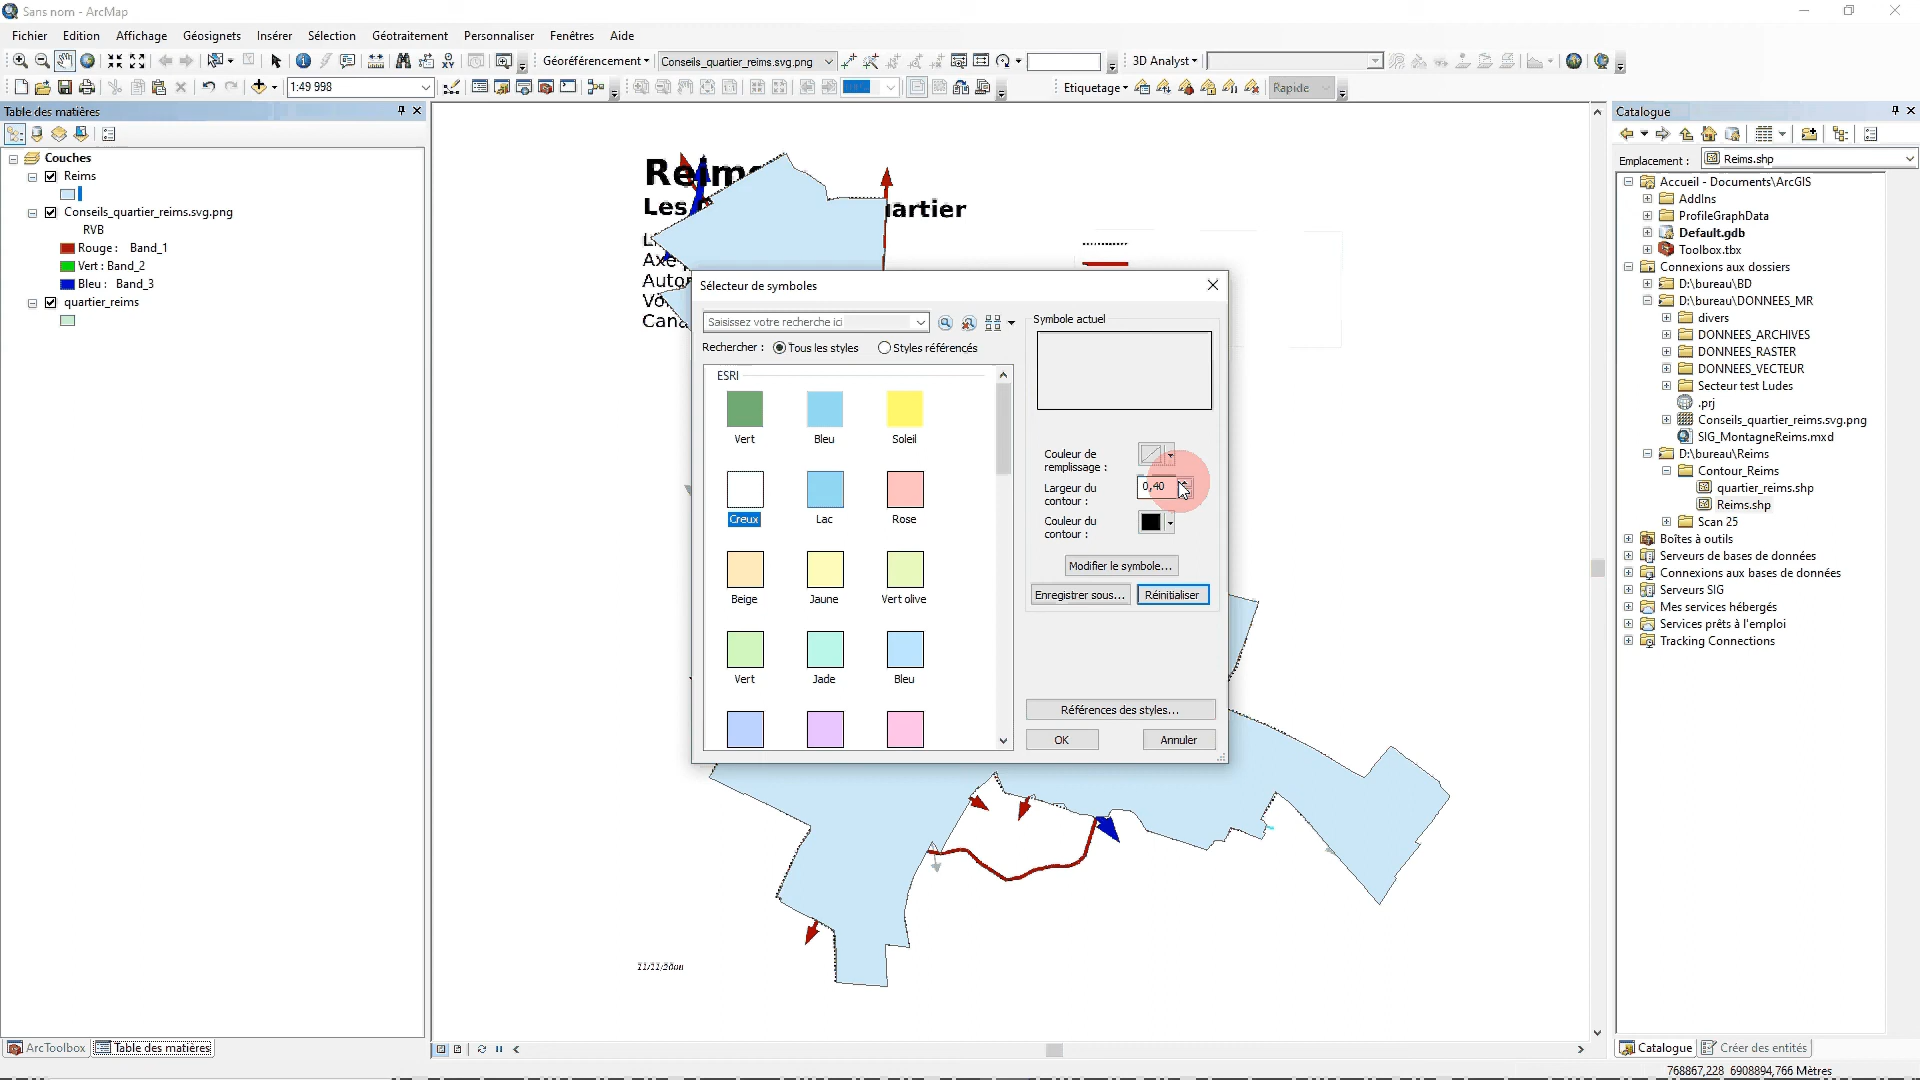 Sans nom - ArcMap
Fichier Edition Affichage Géosignets Insérer Sélection Géotraitement Personnaliser Fenêtres Aide
Géoréférencement Conseils_quartier_reims.svg.png 3D Analyst
1:49 998 Etiquetage Rapide
Table des matières
Couches
Reims
Conseils_quartier_reims.svg.png
RVB
Rouge : Band_1
Vert : Band_2
Bleu : Band_3
quartier_reims
ArcToolbox Table des matières
Les
artier
Axe
Auto
Cana
11/11/2011
Sélecteur de symboles
Saisissez votre recherche ici
Rechercher : Tous les styles Styles référencés
ESRI
Vert Bleu Soleil
Creux Lac Rose
Beige Jaune Vert olive
Vert Jade Bleu
Symbole actuel
Couleur de remplissage :
Largeur du contour : 0,40
Couleur du contour :
Modifier le symbole...
Enregistrer sous... Réinitialiser
Références des styles...
OK Annuler
Catalogue
Emplacement : Reims.shp
Accueil - Documents\ArcGIS
AddIns
ProfileGraphData
Default.gdb
Toolbox.tbx
Connexions aux dossiers
D:\bureau\BD
D:\bureau\DONNEES_MR
divers
DONNEES_ARCHIVES
DONNEES_RASTER
DONNEES_VECTEUR
Secteur test Ludes
.prj
Conseils_quartier_reims.svg.png
SIG_MontagneReims.mxd
D:\bureau\Reims
Contour_Reims
quartier_reims.shp
Reims.shp
Scan 25
Boîtes à outils
Serveurs de bases de données
Connexions aux bases de données
Serveurs SIG
Mes services hébergés
Services prêts à l'emploi
Tracking Connections
Catalogue Créer des entités
768867,228 6908894,766 Mètres